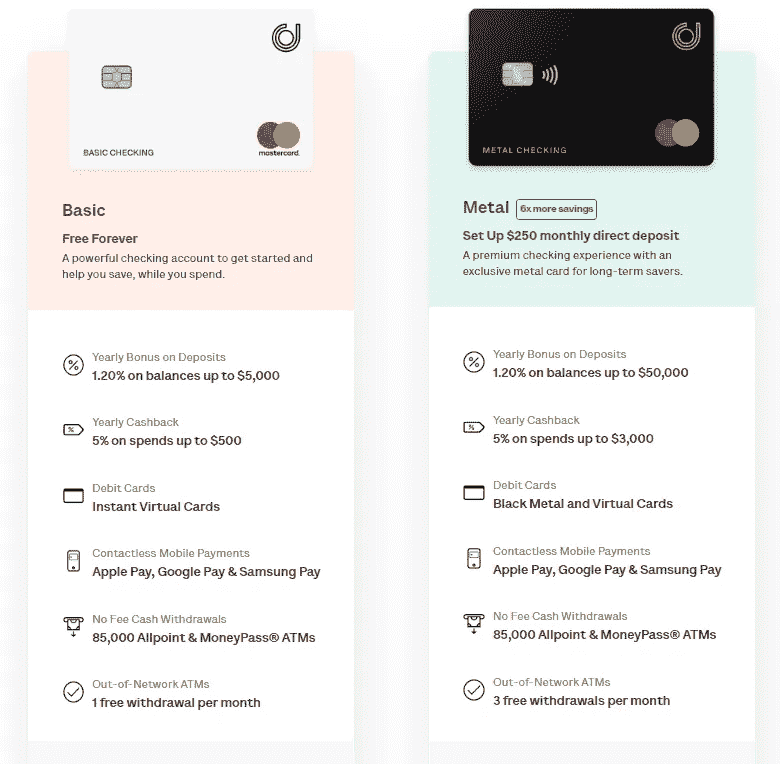 BASIC CHECKING
mastercard.
Basic
Free Forever
A powerful checking account to get started and
help you save, while you spend.
Yearly Bonus on Deposits
1.20% on balances up to $5,000
Yearly Cashback
5% on spends up to $500
Debit Cards
Instant Virtual Cards
Contactless Mobile Payments
Apple Pay, Google Pay & Samsung Pay
No Fee Cash Withdrawals
85,000 Allpoint & MoneyPass® ATMs
Out-of-Network ATMs
1 free withdrawal per month
METAL CHECKING
Metal 6x more savings
Set Up $250 monthly direct deposit
A premium checking experience with an
exclusive metal card for long-term savers.
Yearly Bonus on Deposits
1.20% on balances up to $50,000
Yearly Cashback
5% on spends up to $3,000
Debit Cards
Black Metal and Virtual Cards
Contactless Mobile Payments
Apple Pay, Google Pay & Samsung Pay
No Fee Cash Withdrawals
85,000 Allpoint & MoneyPass® ATMs
Out-of-Network ATMs
3 free withdrawals per month